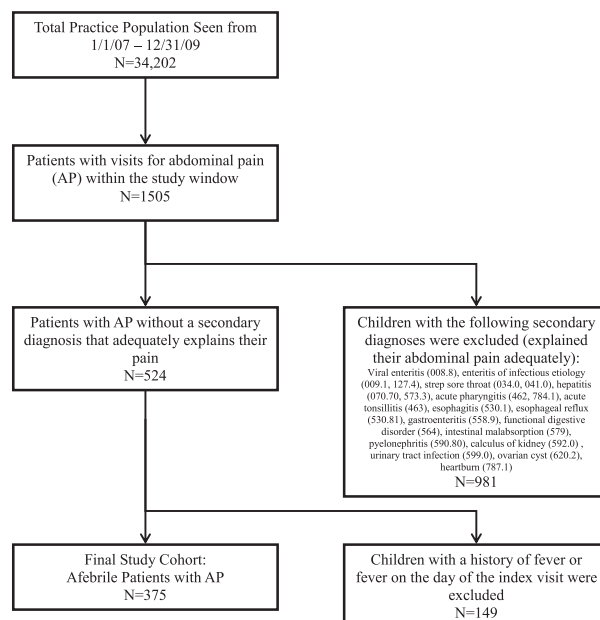 Total Practice Population Seen from
1/1/07 – 12/31/09
N=34,202
Patients with visits for abdominal pain
(AP) within the study window
N=1505
Patients with AP without a secondary
diagnosis that adequately explains their
pain
N=524
Children with the following secondary
diagnoses were excluded (explained
their abdominal pain adequately):
Viral enteritis (008.8), enteritis of infectious etiology
(009.1, 127.4), strep sore throat (034.0, 041.0), hepatitis
(070.70, 573.3), acute pharyngitis (462, 784.1), acute
tonsillitis (463), esophagitis (530.1), esophageal reflux
(530.81), gastroenteritis (558.9), functional digestive
disorder (564), intestinal malabsorption (579),
pyelonephritis (590.80), calculus of kidney (592.0) ,
urinary tract infection (599.0), ovarian cyst (620.2),
heartburn (787.1)
N=981
Final Study Cohort:
Afebrile Patients with AP
N=375
Children with a history of fever or
fever on the day of the index visit were
excluded
N=149